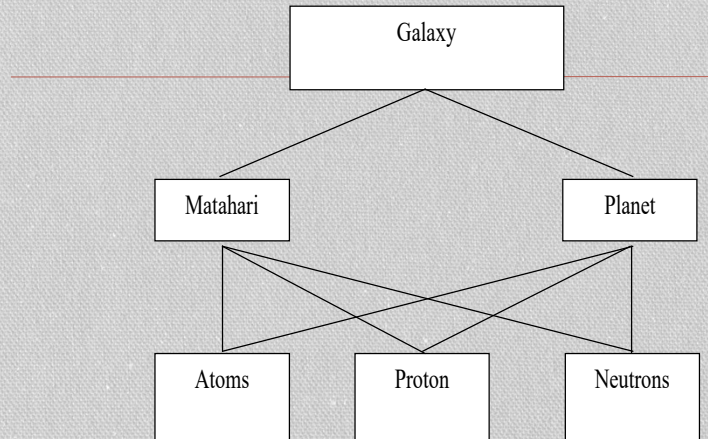 Galaxy
Matahari
Planet
Atoms
Proton
Neutrons